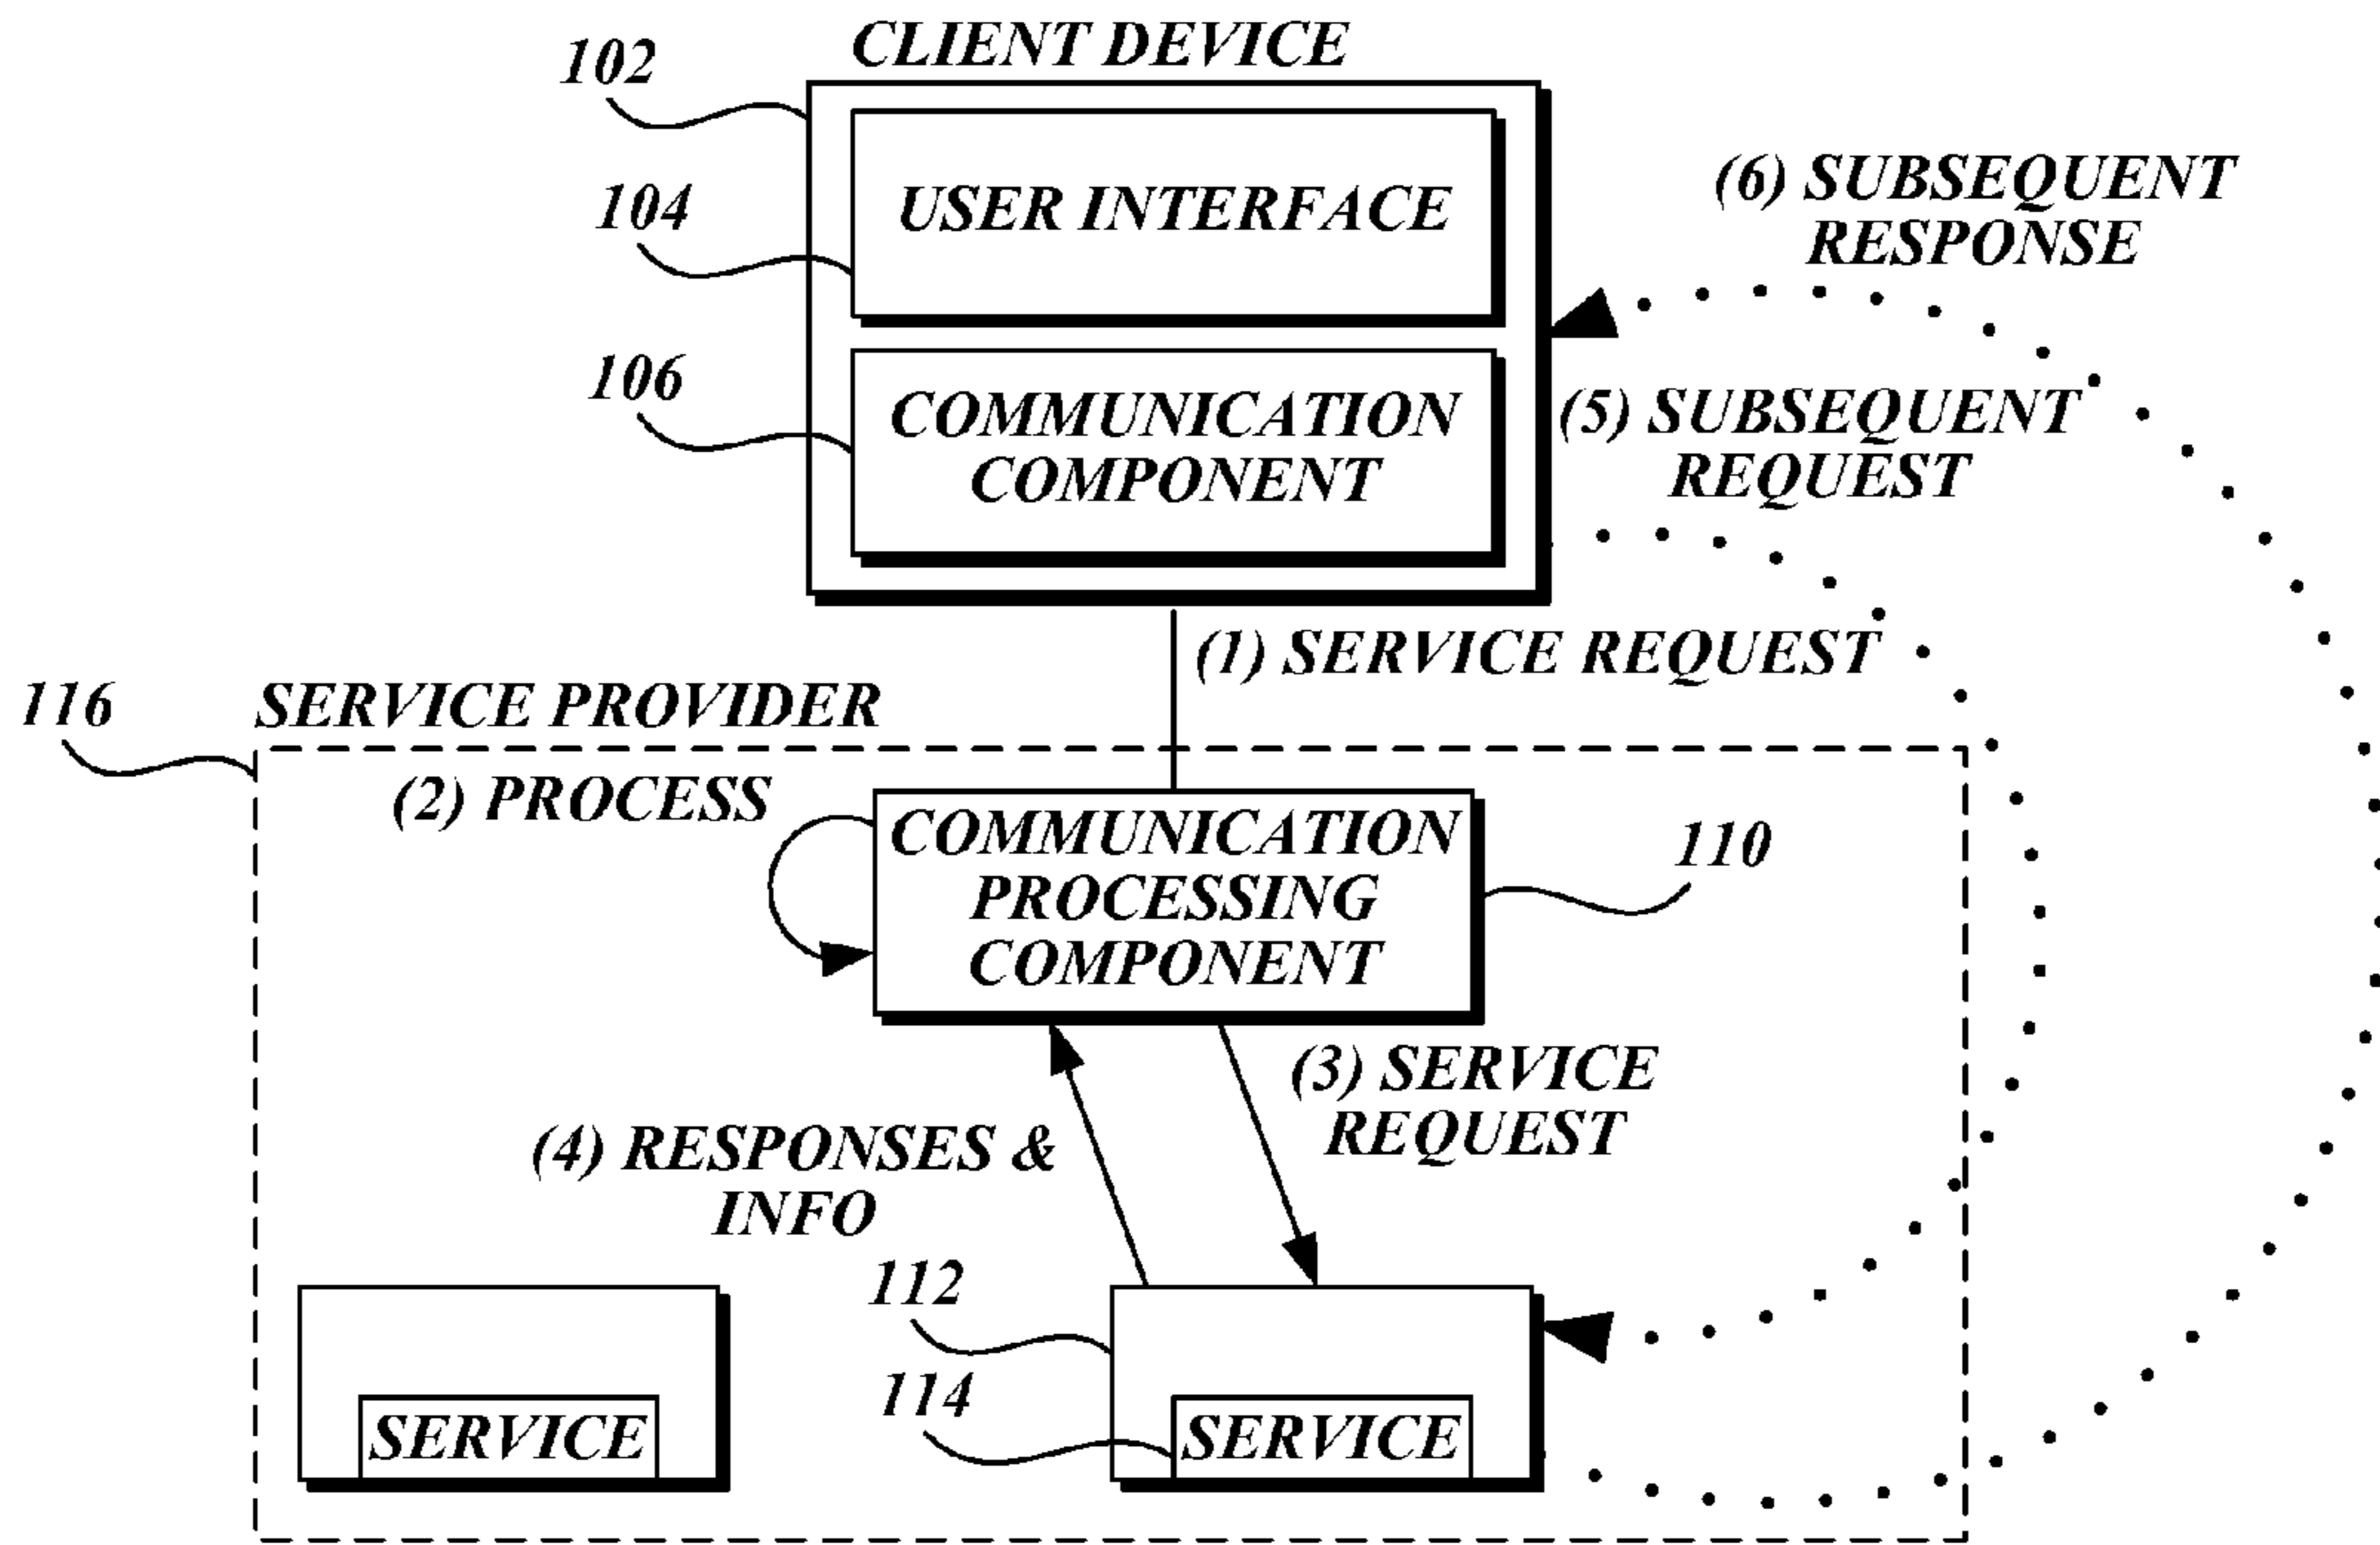 CLIENT DEVICE
102
USER INTERFACE
104
(6) SUBSEQUENT
RESPONSE
COMMUNICATION
COMPONENT
106
(5) SUBSEQUENT
REQUEST
(1) SERVICE REQUEST
116
SERVICE PROVIDER
(2) PROCESS
COMMUNICATION
PROCESSING
COMPONENT
110
(3) SERVICE
REQUEST
(4) RESPONSES &
INFO
112
114
SERVICE
SERVICE